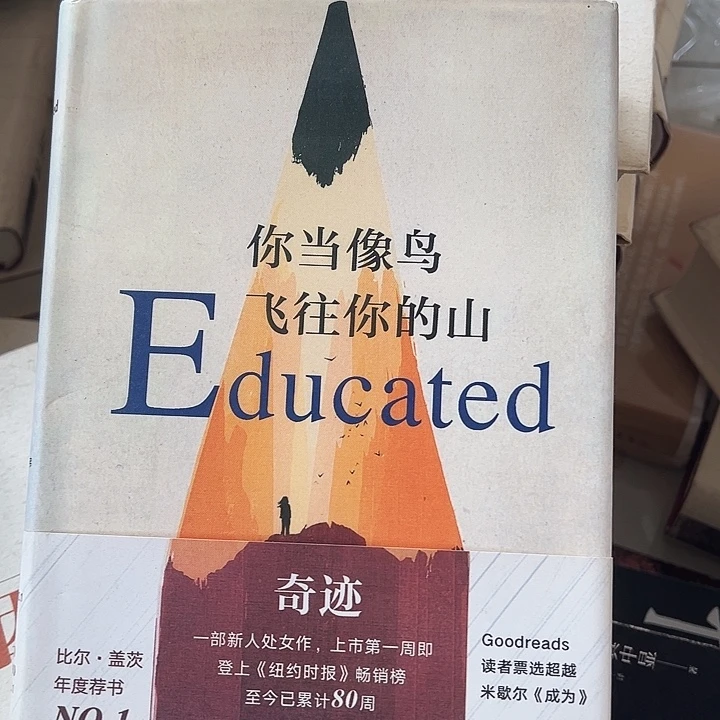 你当像鸟
飞往你的山
Educated
奇迹
一部新人处女作，上市第一周即
登上《纽约时报》畅销榜
至今已累计80周
比尔·盖茨
年度荐书
NO.1
Goodreads
读者票选超越
米歇尔《成为》